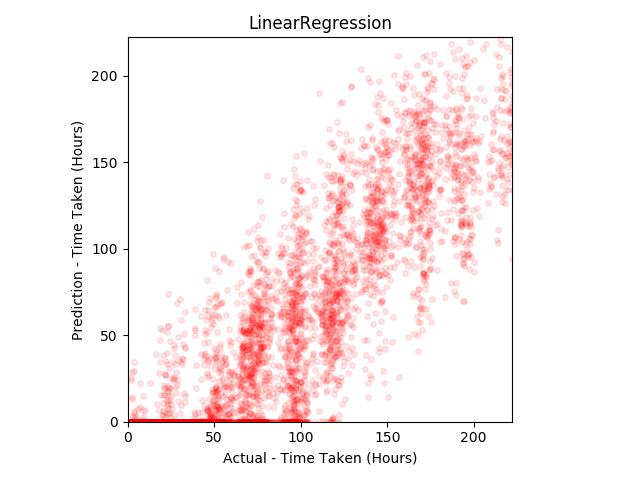 LinearRegression
200
150
100
50
0
0 50 100 150 200
Prediction - Time Taken (Hours)
Actual - Time Taken (Hours)